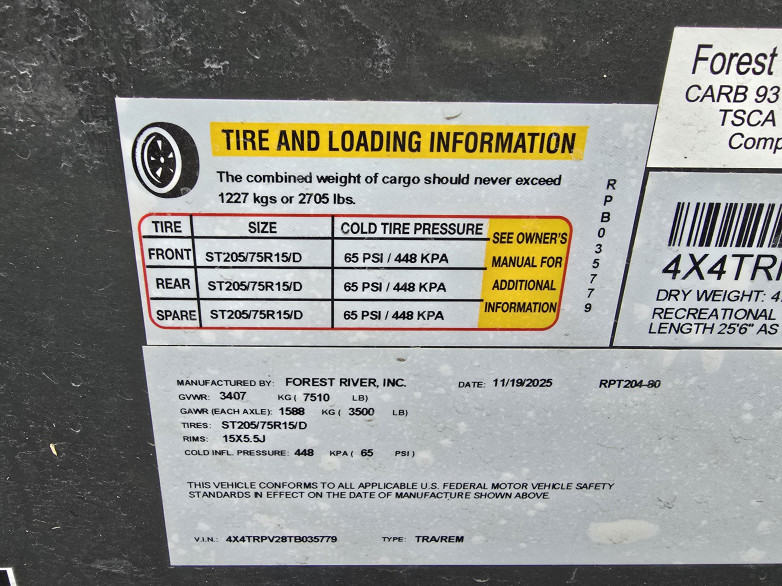 TIRE AND LOADING INFORMATION
The combined weight of cargo should never exceed
1227 kgs or 2705 lbs.
TIRE SIZE COLD TIRE PRESSURE
FRONT ST205/75R15/D 65 PSI / 448 KPA
REAR ST205/75R15/D 65 PSI / 448 KPA
SPARE ST205/75R15/D 65 PSI / 448 KPA
SEE OWNER'S
MANUAL FOR
ADDITIONAL
INFORMATION
RPB035779
Forest
CARB 93
TSCA
Comp
4X4TR
DRY WEIGHT: 4
RECREATIONAL
LENGTH 25'6" AS
MANUFACTURED BY: FOREST RIVER, INC. DATE: 11/19/2025 RPT204-80
GVWR: 3407 KG ( 7510 LB)
GAWR (EACH AXLE): 1588 KG ( 3500 LB)
TIRES: ST205/75R15/D
RIMS: 15X5.5J
COLD INFL. PRESSURE: 448 KPA ( 65 PSI )
THIS VEHICLE CONFORMS TO ALL APPLICABLE U.S. FEDERAL MOTOR VEHICLE SAFETY
STANDARDS IN EFFECT ON THE DATE OF MANUFACTURE SHOWN ABOVE.
V.I.N.: 4X4TRPV28TB035779 TYPE: TRA/REM